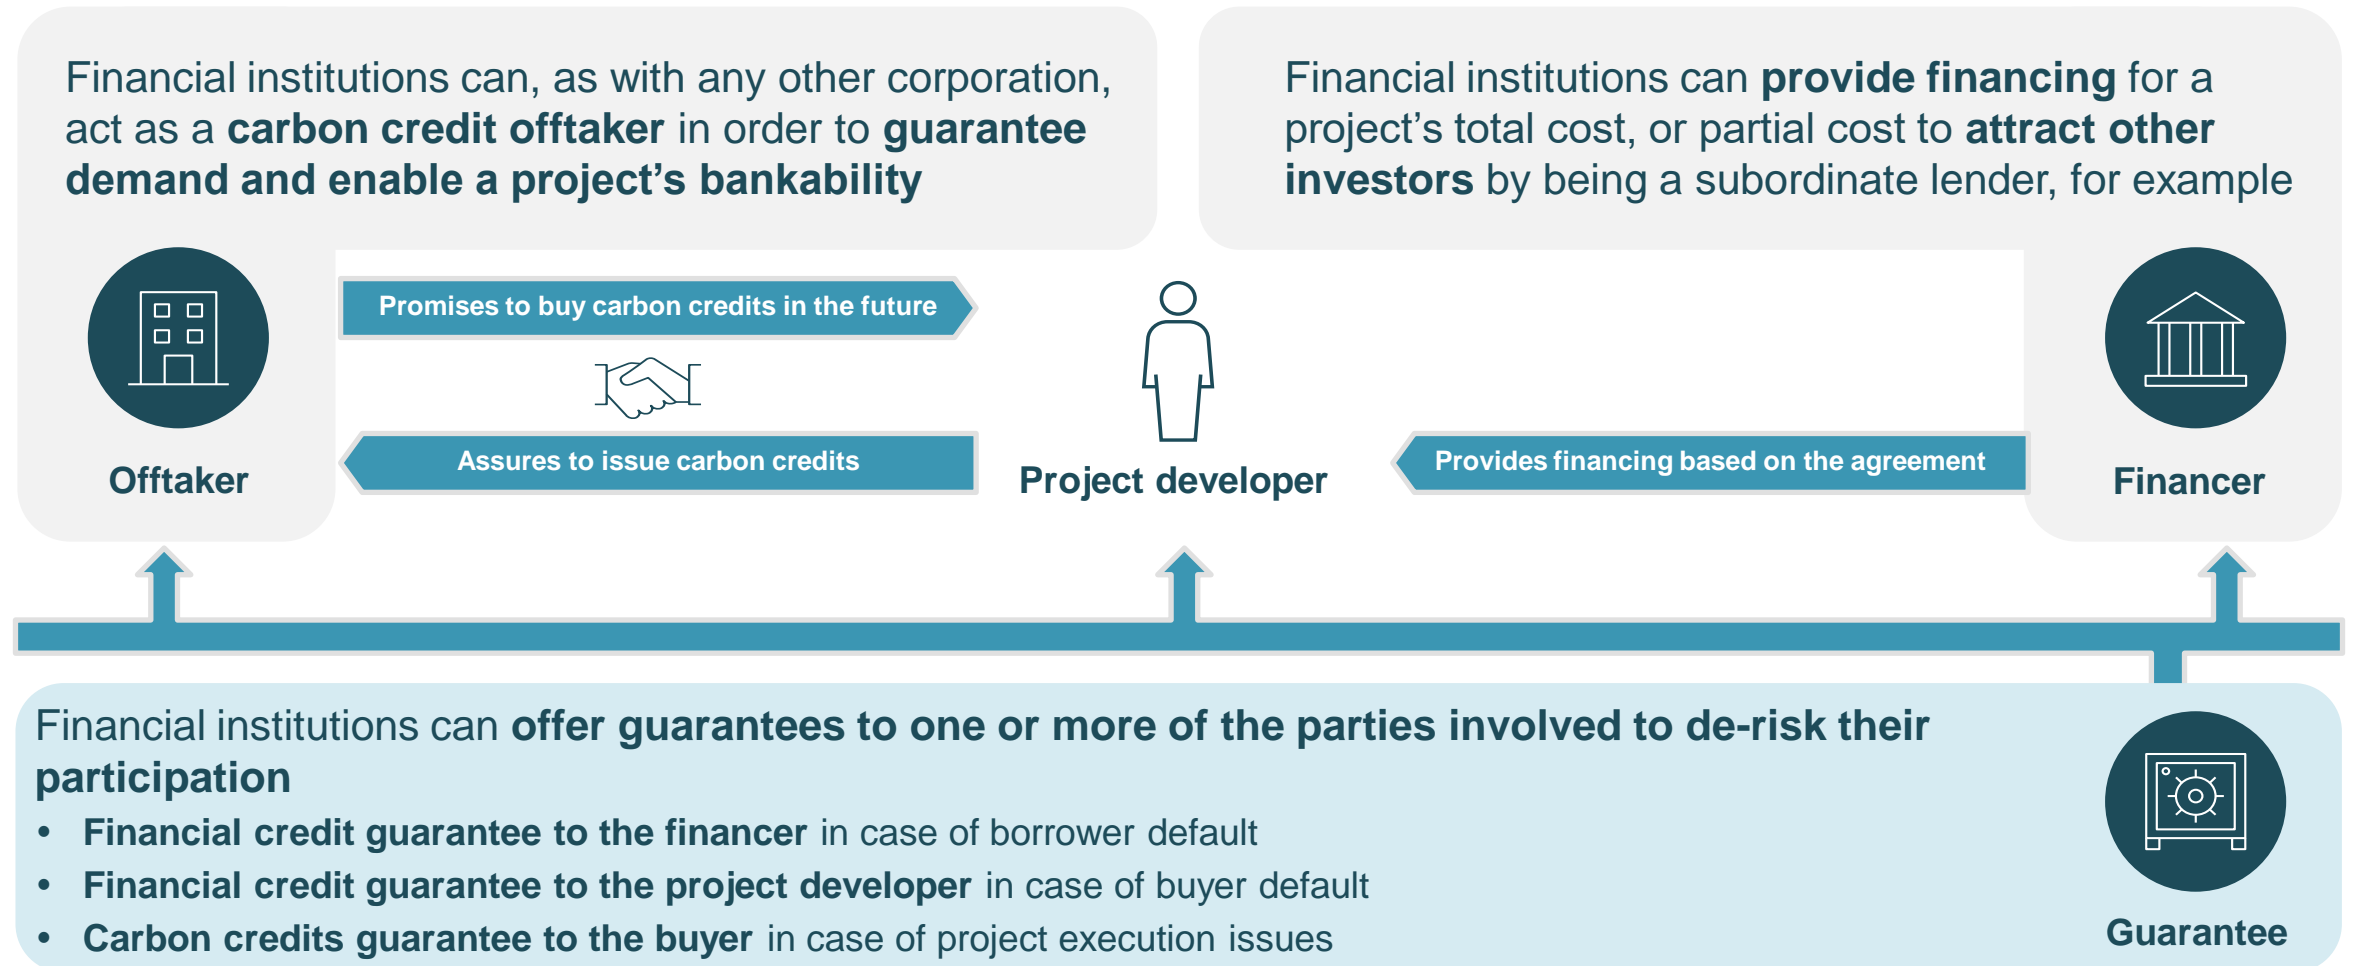 Financial institutions can, as with any other corporation,
act as a carbon credit offtaker in order to guarantee
demand and enable a project's bankability
Financial institutions can provide financing for a
project's total cost, or partial cost to attract other
investors by being a subordinate lender, for example
Promises to buy carbon credits in the future
Assures to issue carbon credits
Provides financing based on the agreement
Offtaker
Project developer
Financer
Financial institutions can offer guarantees to one or more of the parties involved to de-risk their
participation
• Financial credit guarantee to the financer in case of borrower default
• Financial credit guarantee to the project developer in case of buyer default
• Carbon credits guarantee to the buyer in case of project execution issues
Guarantee